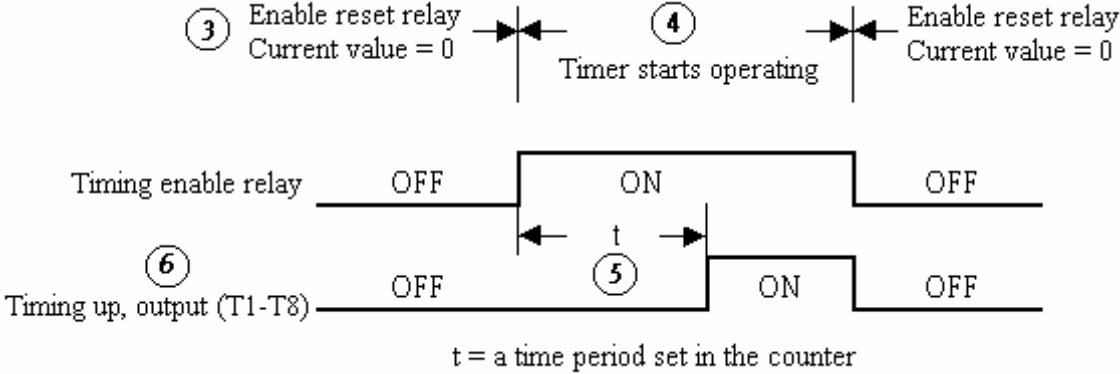 3 Enable reset relay
Current value = 0
4
Timer starts operating
Enable reset relay
Current value = 0
Timing enable relay OFF ON OFF
t
5
6
Timing up, output (T1-T8) OFF ON OFF
t = a time period set in the counter